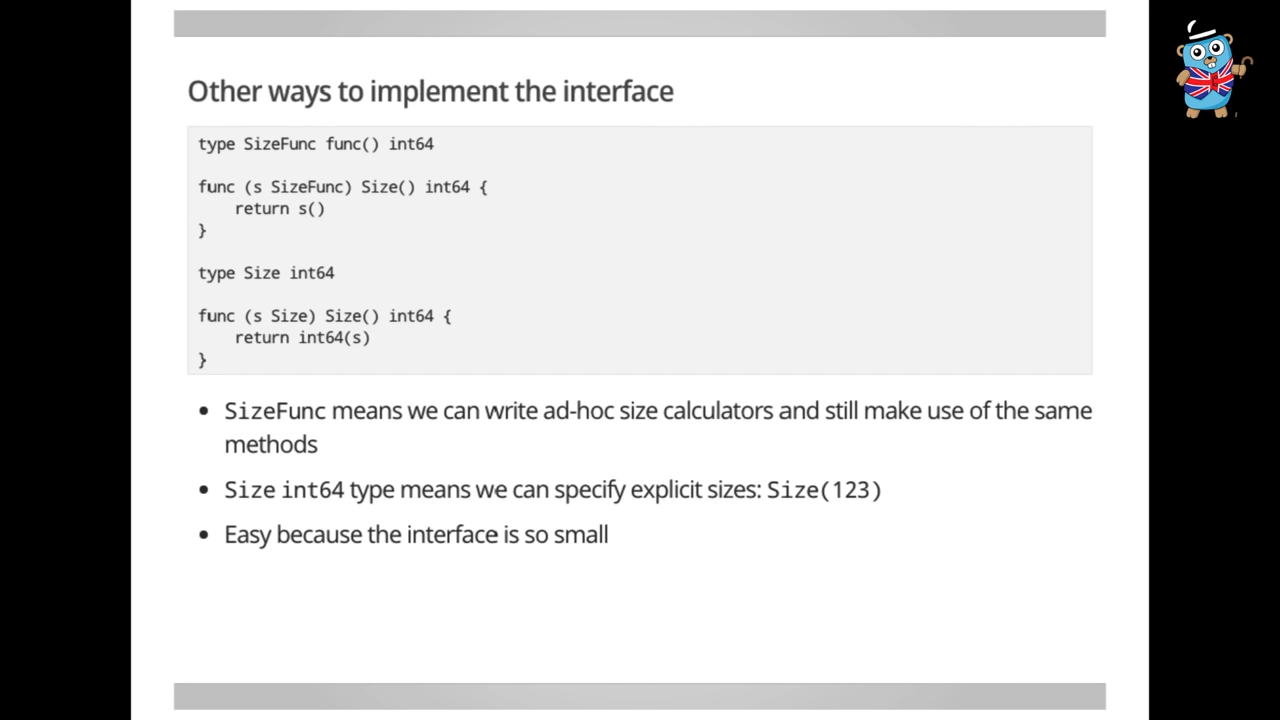 Other ways to implement the interface
type SizeFunc func() int64
func (s SizeFunc) Size() int64 {
    return s()
}
type Size int64
func (s Size) Size() int64 {
    return int64(s)
}
• SizeFunc means we can write ad-hoc size calculators and still make use of the same
methods
• Size int64 type means we can specify explicit sizes: Size(123)
• Easy because the interface is so small